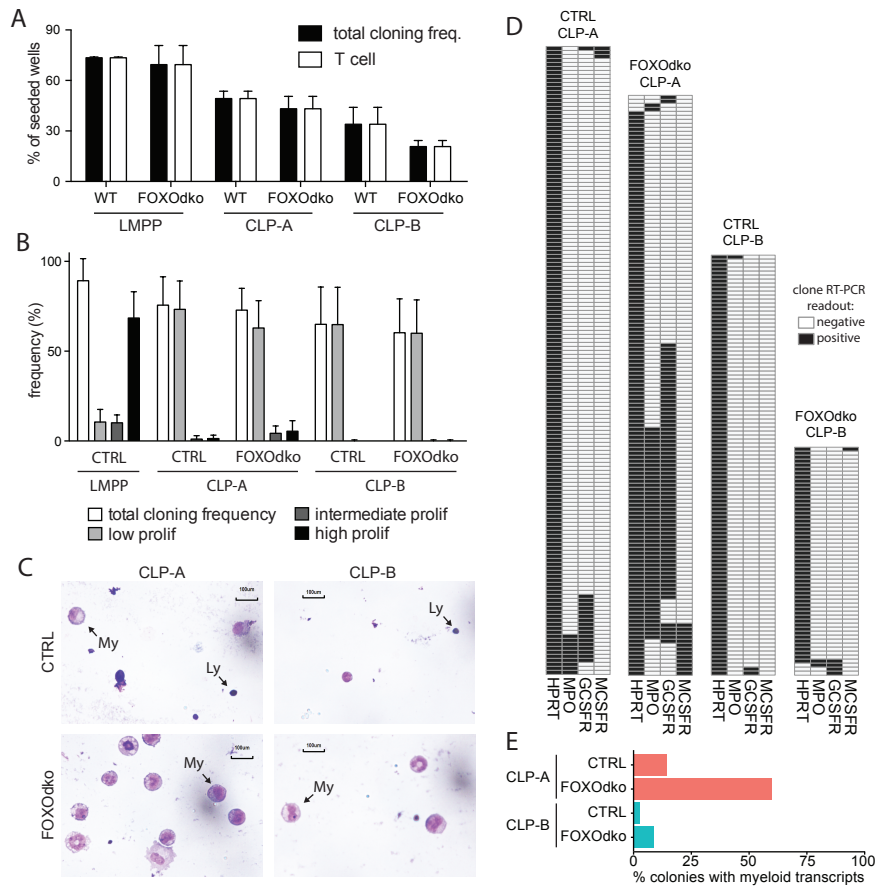 A
total cloning freq.
T cell
% of seeded wells
90
60
30
0
WT FOXOdko WT FOXOdko WT FOXOdko
LMPP CLP-A CLP-B
B
frequency (%)
100
50
0
CTRL CTRL FOXOdko CTRL FOXOdko
LMPP CLP-A CLP-B
total cloning frequency intermediate prolif
low prolif high prolif
C
CLP-A CLP-B
CTRL
100um
My
Ly
100um
Ly
FOXOdko
100um
My
100um
My
D
CTRL
CLP-A
FOXOdko
CLP-A
CTRL
CLP-B
FOXOdko
CLP-B
clone RT-PCR
readout:
negative
positive
HPRT
MPO
GCSFR
MCSFR
HPRT
MPO
GCSFR
MCSFR
HPRT
MPO
GCSFR
MCSFR
HPRT
MPO
GCSFR
MCSFR
E
CLP-A
CTRL
FOXOdko
CLP-B
CTRL
FOXOdko
0 25 50 75 100
% colonies with myeloid transcripts